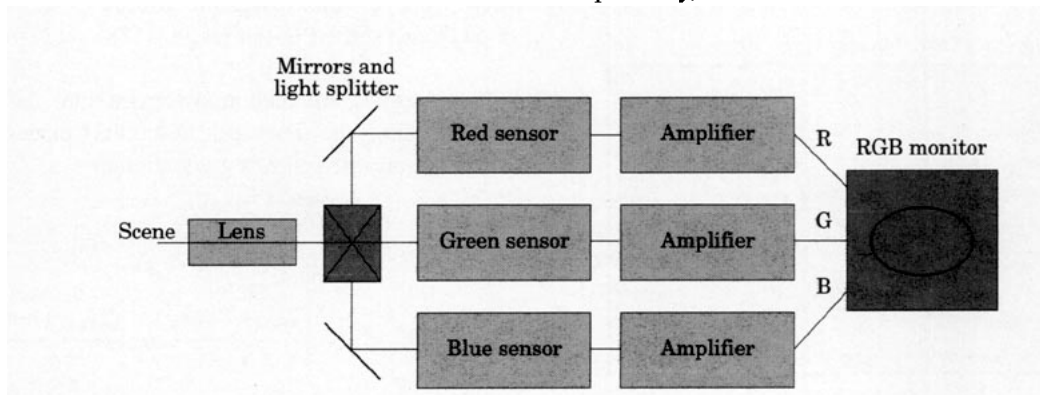 Mirrors and
light splitter
Red sensor
Amplifier
R
RGB monitor
Scene
Lens
Green sensor
Amplifier
G
B
Blue sensor
Amplifier